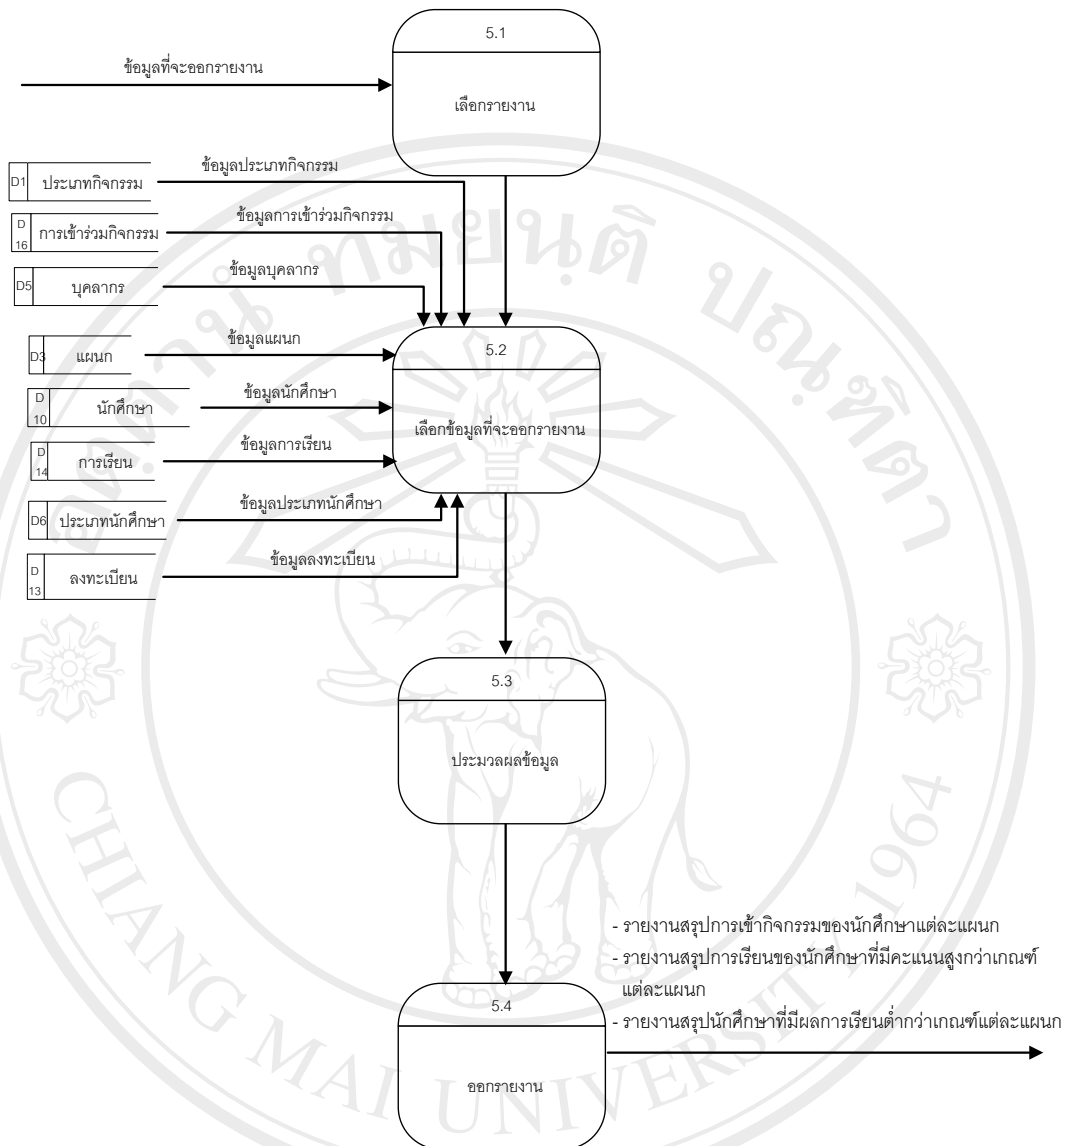 5.1
ข้อมูลที่จะออกรายงาน
เลือกรายงาน
D1 ประเภทกิจกรรม
ข้อมูลประเภทกิจกรรม
D
16
การเข้าร่วมกิจกรรม
ข้อมูลการเข้าร่วมกิจกรรม
D5 บุคลากร
ข้อมูลบุคลากร
D3 แผนก
ข้อมูลแผนก
5.2
เลือกข้อมูลที่จะออกรายงาน
D
10
นักศึกษา
ข้อมูลนักศึกษา
D
14
การเรียน
ข้อมูลการเรียน
D6 ประเภทนักศึกษา
ข้อมูลประเภทนักศึกษา
D
13
ลงทะเบียน
ข้อมูลลงทะเบียน
5.3
ประมวลผลข้อมูล
- รายงานสรุปการเข้ากิจกรรมของนักศึกษาแต่ละแผนก
- รายงานสรุปการเรียนของนักศึกษาที่มีคะแนนสูงกว่าเกณฑ์
แต่ละแผนก
- รายงานสรุปนักศึกษาที่มีผลการเรียนต่ำกว่าเกณฑ์แต่ละแผนก
5.4
ออกรายงาน
อตฺตานํ ทมยนฺติ ปณฺฑิตา
CHIANG MAI UNIVERSITY 1964